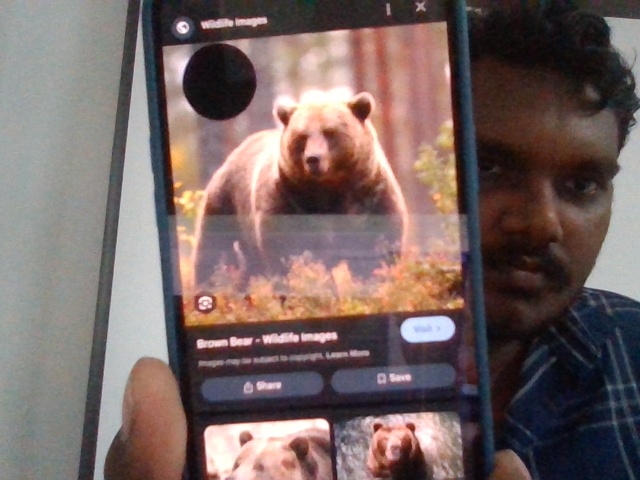 Wildlife Images
Brown Bear - Wildlife Images
Visit >
Images may be subject to copyright. Learn More
Share
Save